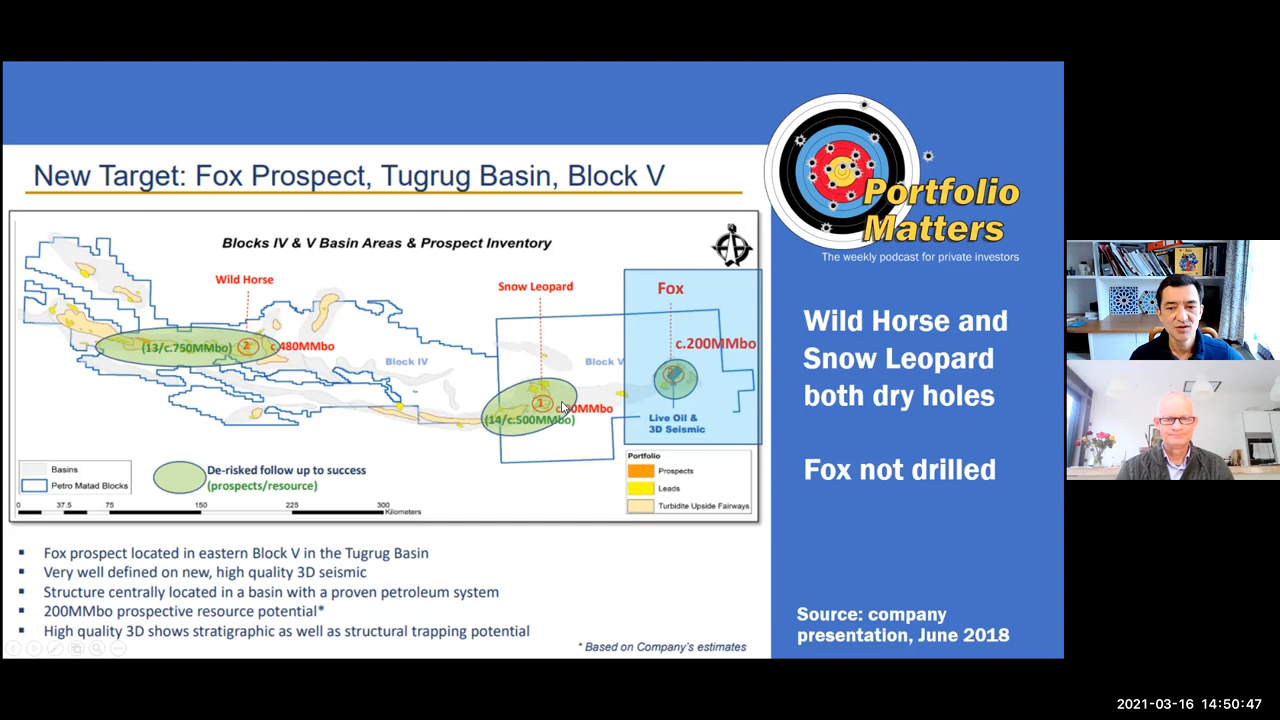 New Target: Fox Prospect, Tugrug Basin, Block V
Blocks IV & V Basin Areas & Prospect Inventory
Wild Horse
Snow Leopard
Fox
(13/c.750MMbo)
2
c.480MMbo
Block IV
Block V
c.200MMbo
1
(14/c.500MMbo)
Live Oil &
3D Seismic
Basins
Petro Matad Blocks
De-risked follow up to success
(prospects/resource)
Portfolio
Prospects
Leads
Turbidite Upside Fairways
0 37.5 75 150 225 300
Kilometers
▪ Fox prospect located in eastern Block V in the Tugrug Basin
▪ Very well defined on new, high quality 3D seismic
▪ Structure centrally located in a basin with a proven petroleum system
▪ 200MMbo prospective resource potential*
▪ High quality 3D shows stratigraphic as well as structural trapping potential
* Based on Company's estimates
Portfolio
Matters
The weekly podcast for private investors
Wild Horse and
Snow Leopard
both dry holes
Fox not drilled
Source: company
presentation, June 2018
2021-03-16 14:50:47